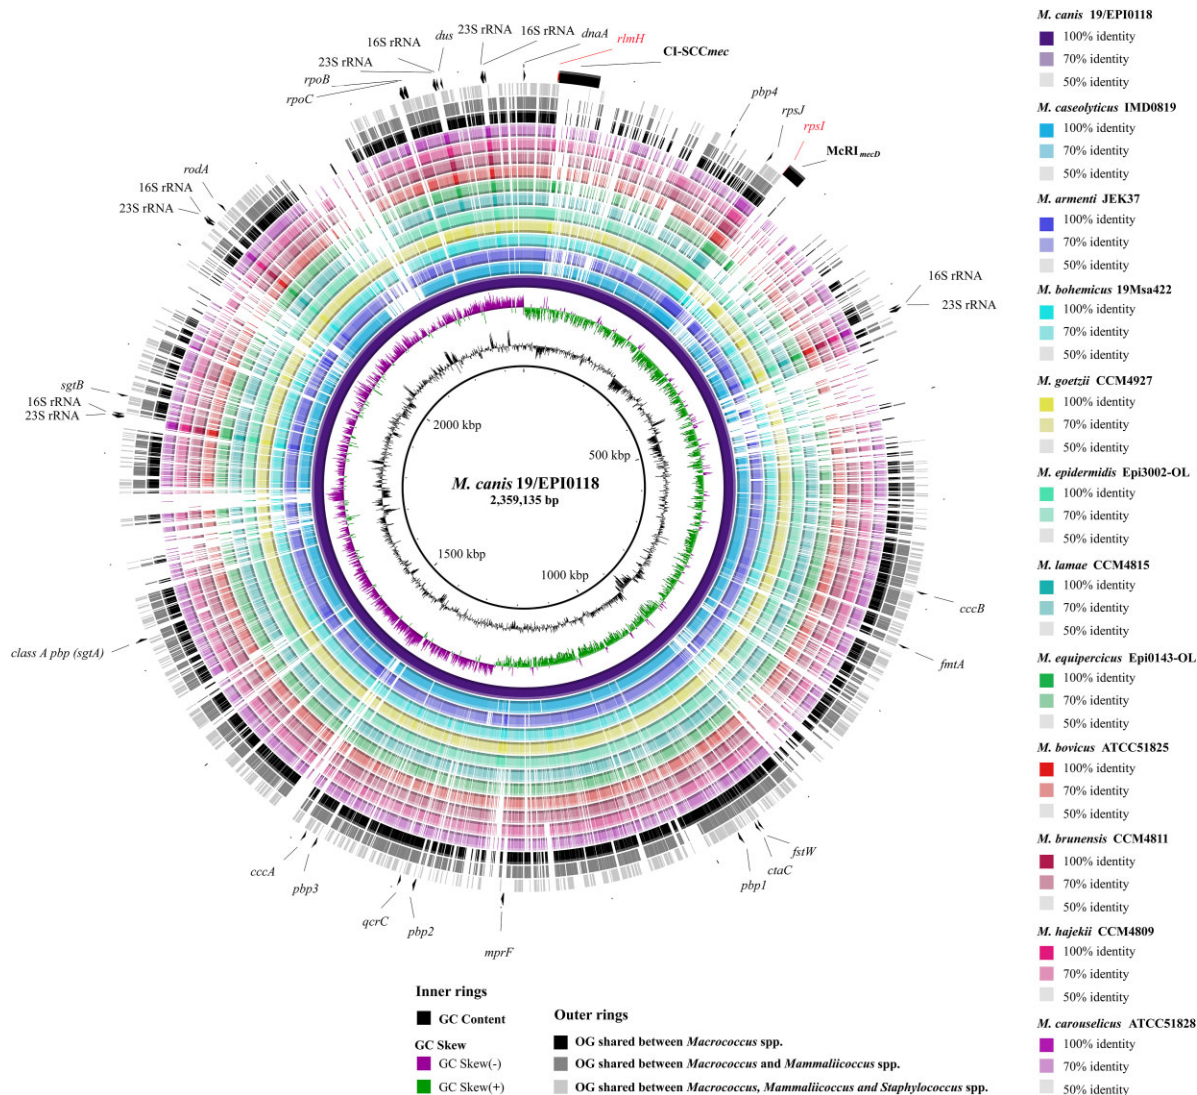 dus
23S rRNA
16S rRNA
dnaA
rlmH
CI-SCCmec
16S rRNA
23S rRNA
rpoB
rpoC
pbp4
rpsJ
rpsI
McRI mecD
rodA
16S rRNA
23S rRNA
16S rRNA
23S rRNA
sgtB
16S rRNA
23S rRNA
2000 kbp
500 kbp
M. canis 19/EPI0118
2,359,135 bp
1500 kbp
1000 kbp
cccB
fmtA
class A pbp (sgtA)
fstW
ctaC
pbp1
cccA
pbp3
qcrC
pbp2
mprF
Inner rings
GC Content
GC Skew
GC Skew(-)
GC Skew(+)
Outer rings
OG shared between Macrococcus spp.
OG shared between Macrococcus and Mammaliicoccus spp.
OG shared between Macrococcus, Mammaliicoccus and Staphylococcus spp.
M. canis 19/EPI0118
100% identity
70% identity
50% identity
M. caseolyticus IMD0819
100% identity
70% identity
50% identity
M. armenti JEK37
100% identity
70% identity
50% identity
M. bohemicus 19Msa422
100% identity
70% identity
50% identity
M. goetzii CCM4927
100% identity
70% identity
50% identity
M. epidermidis Epi3002-OL
100% identity
70% identity
50% identity
M. lamae CCM4815
100% identity
70% identity
50% identity
M. equipercicus Epi0143-OL
100% identity
70% identity
50% identity
M. bovicus ATCC51825
100% identity
70% identity
50% identity
M. brunensis CCM4811
100% identity
70% identity
50% identity
M. hajekii CCM4809
100% identity
70% identity
50% identity
M. carouselicus ATCC51828
100% identity
70% identity
50% identity